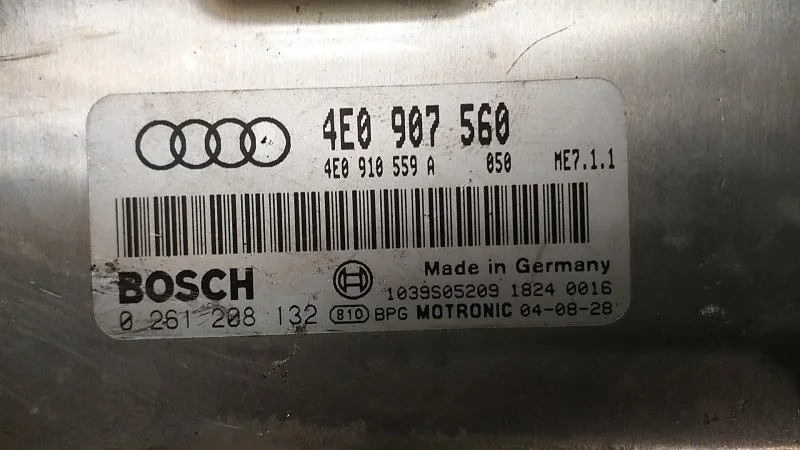 4E0 907 560
4E0 910 559 A 050 ME7.1.1
BOSCH
Made in Germany
1039S05209 1824 0016
0 261 208 132 810 BPG MOTRONIC 04-08-28